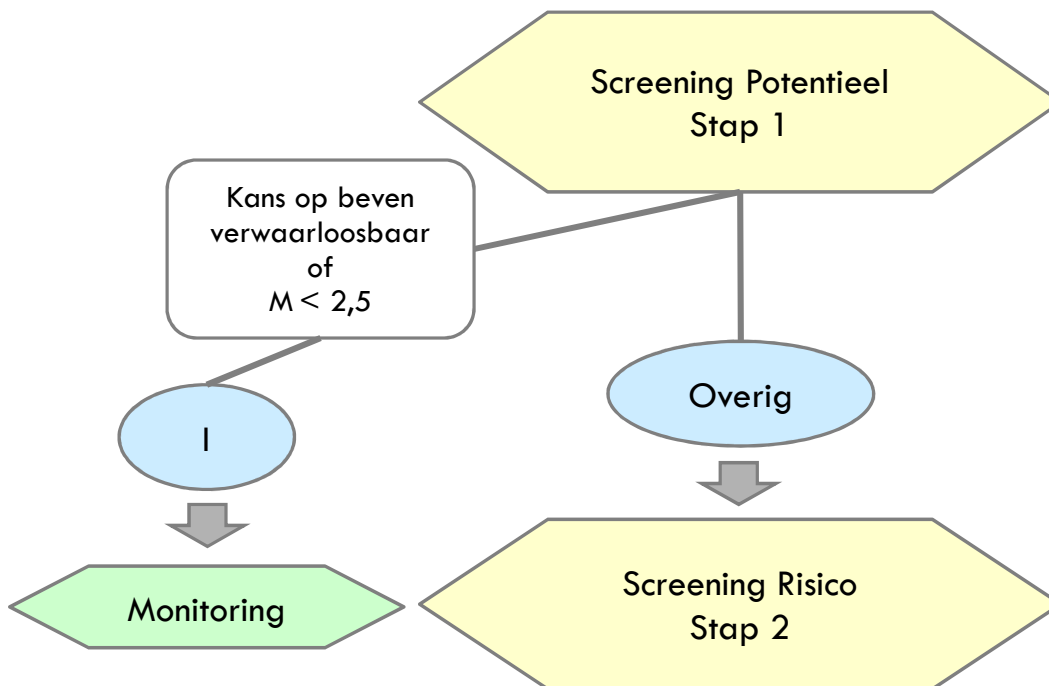 Screening Potentieel
Stap 1
Kans op beven
verwaarloosbaar
of
M < 2,5
Overig
I
Screening Risico
Stap 2
Monitoring